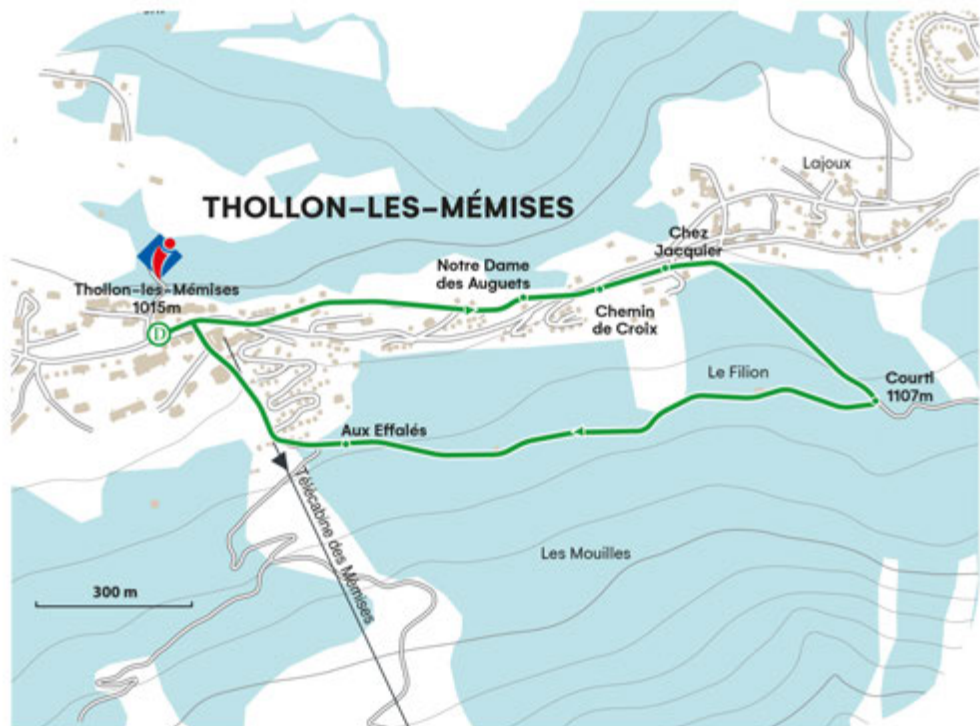 Lajoux
THOLLON-LES-MÉMISES
Chez
Jacquier
Notre Dame
des Auguets
Thollon-les-Mémises
1015m
D
Chemin
de Croix
Le Filion
Courti
1107m
Aux Effalés
Télécabine des Mémises
Les Mouilles
300 m